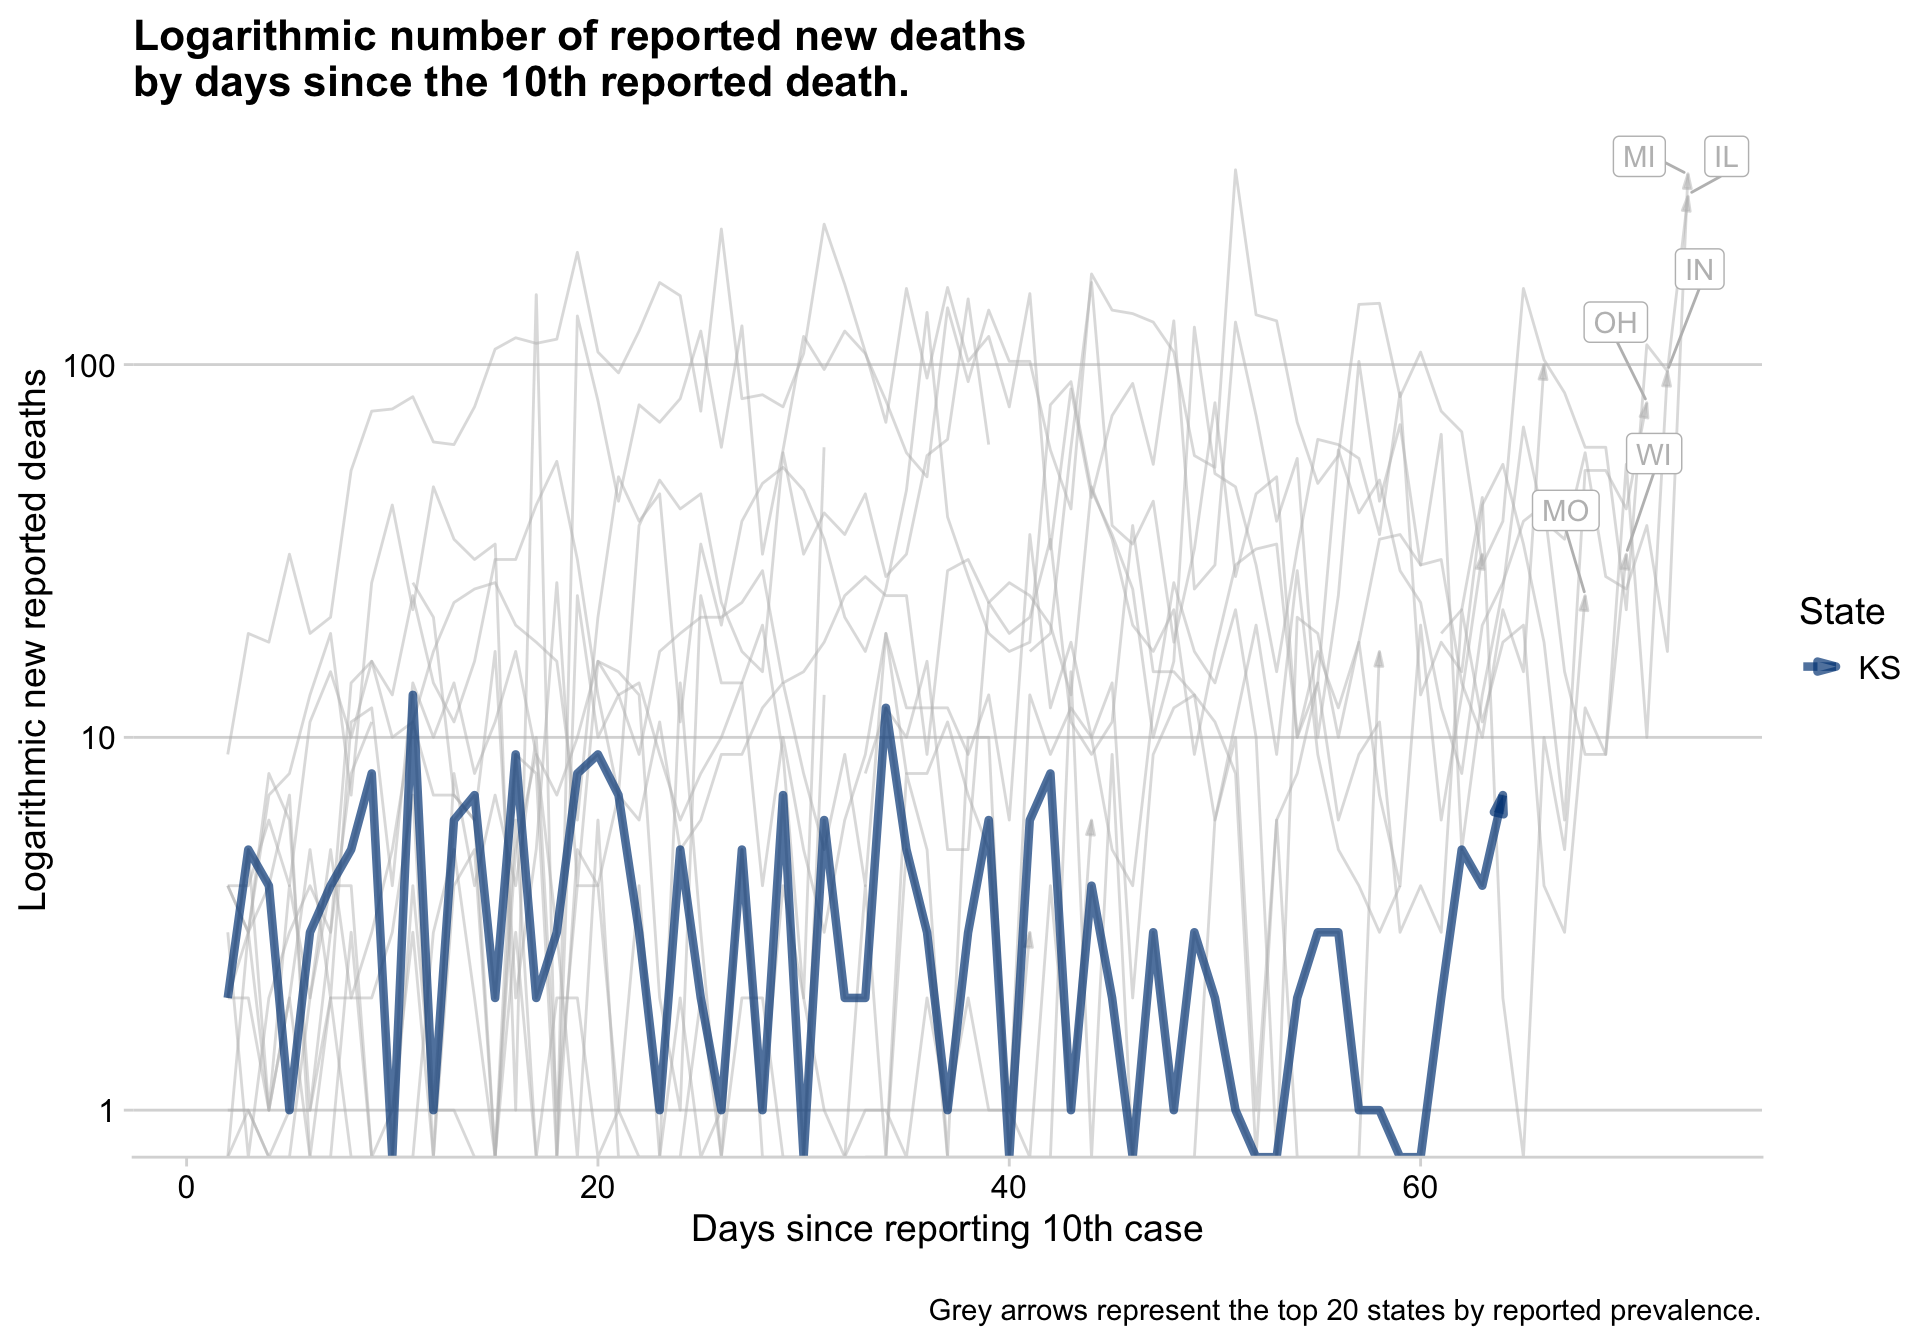 Logarithmic number of reported new deaths
by days since the 10th reported death.
MI
IL
IN
OH
WI
MO
100
10
1
Logarithmic new reported deaths
0
20
40
60
Days since reporting 10th case
State
KS
Grey arrows represent the top 20 states by reported prevalence.